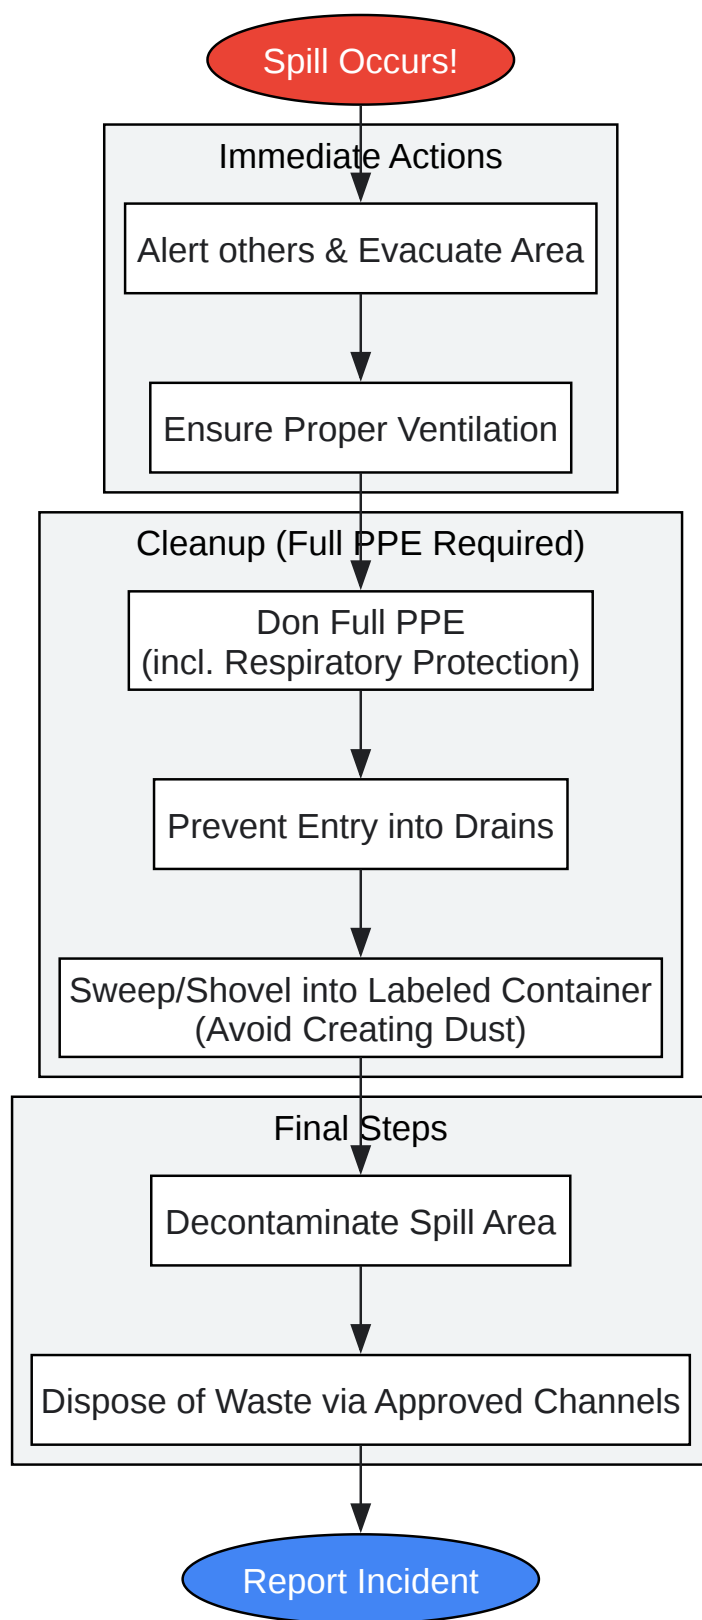 Spill Occurs!
Immediate Actions
Alert others & Evacuate Area
Ensure Proper Ventilation
Cleanup (Full PPE Required)
Don Full PPE
(incl. Respiratory Protection)
Prevent Entry into Drains
Sweep/Shovel into Labeled Container
(Avoid Creating Dust)
Final Steps
Decontaminate Spill Area
Dispose of Waste via Approved Channels
Report Incident